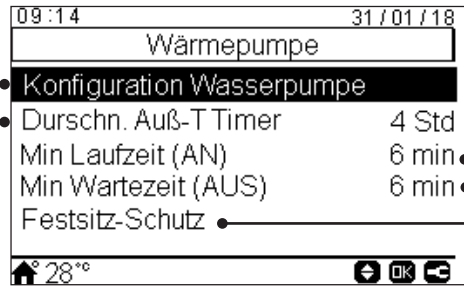 09:14 31/01/18
Wärmepumpe
Konfiguration Wasserpumpe
Durschn. Auß-T Timer 4 Std
Min Laufzeit (AN) 6 min
Min Wartezeit (AUS) 6 min
Festsitz-Schutz
28°° OK